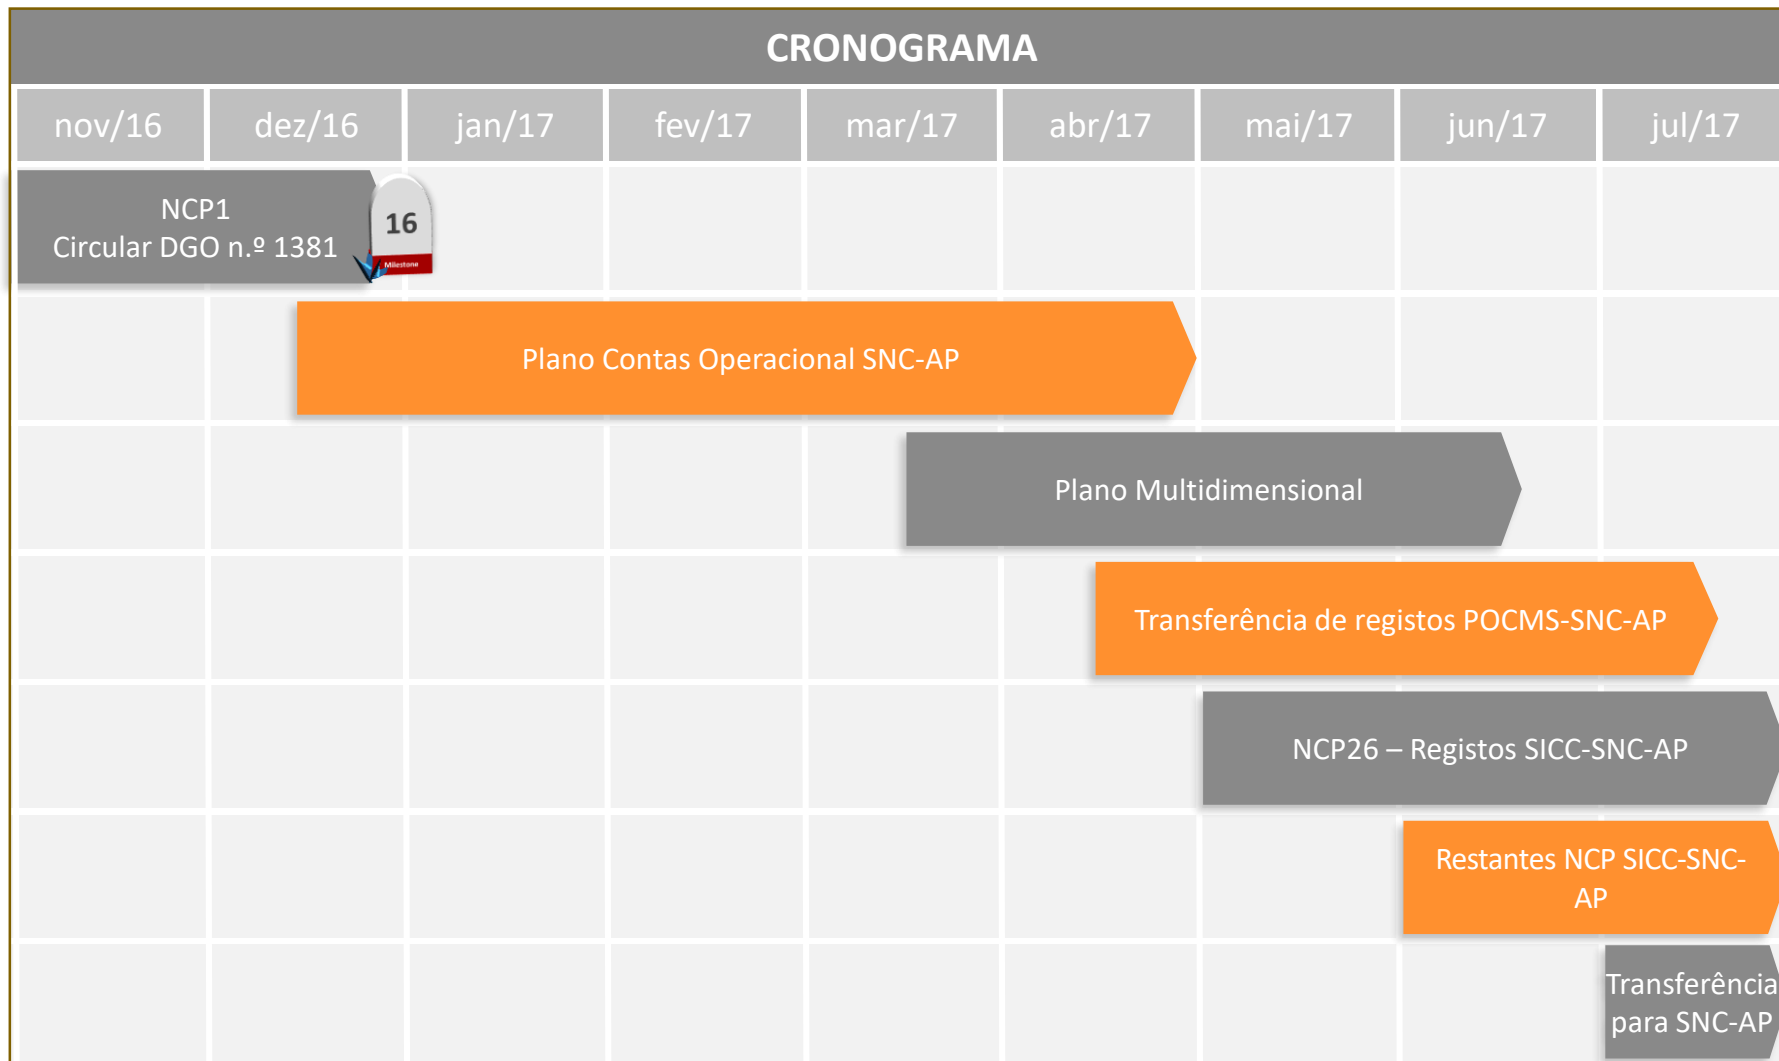 CRONOGRAMA
nov/16
dez/16
jan/17
fev/17
mar/17
abr/17
mai/17
jun/17
jul/17
NCP1
Circular DGO n.º 1381
16
Milestone
Plano Contas Operacional SNC-AP
Plano Multidimensional
Transferência de registos POCMS-SNC-AP
NCP26 – Registos SICC-SNC-AP
Restantes NCP SICC-SNC-
AP
Transferência
para SNC-AP